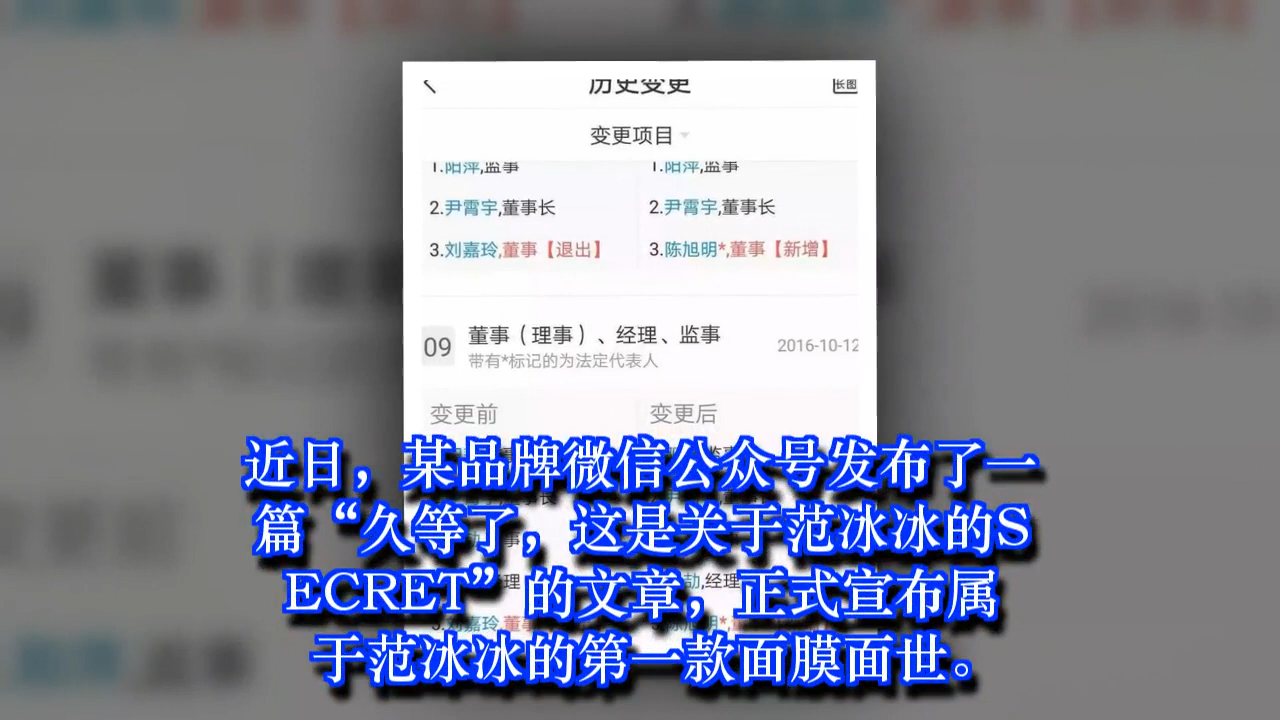 历史变更
长图
变更项目
1.阳萍,监事
1.阳萍,监事
2.尹霄宇,董事长
2.尹霄宇,董事长
3.刘嘉玲,董事【退出】
3.陈旭明*,董事【新增】
09
董事（理事）、经理、监事
2016-10-12
带有*标记的为法定代表人
变更前
变更后
近日，某品牌微信公众号发布了一
篇“久等了，这是关于范冰冰的S
ECRET”的文章，正式宣布属
于范冰冰的第一款面膜面世。